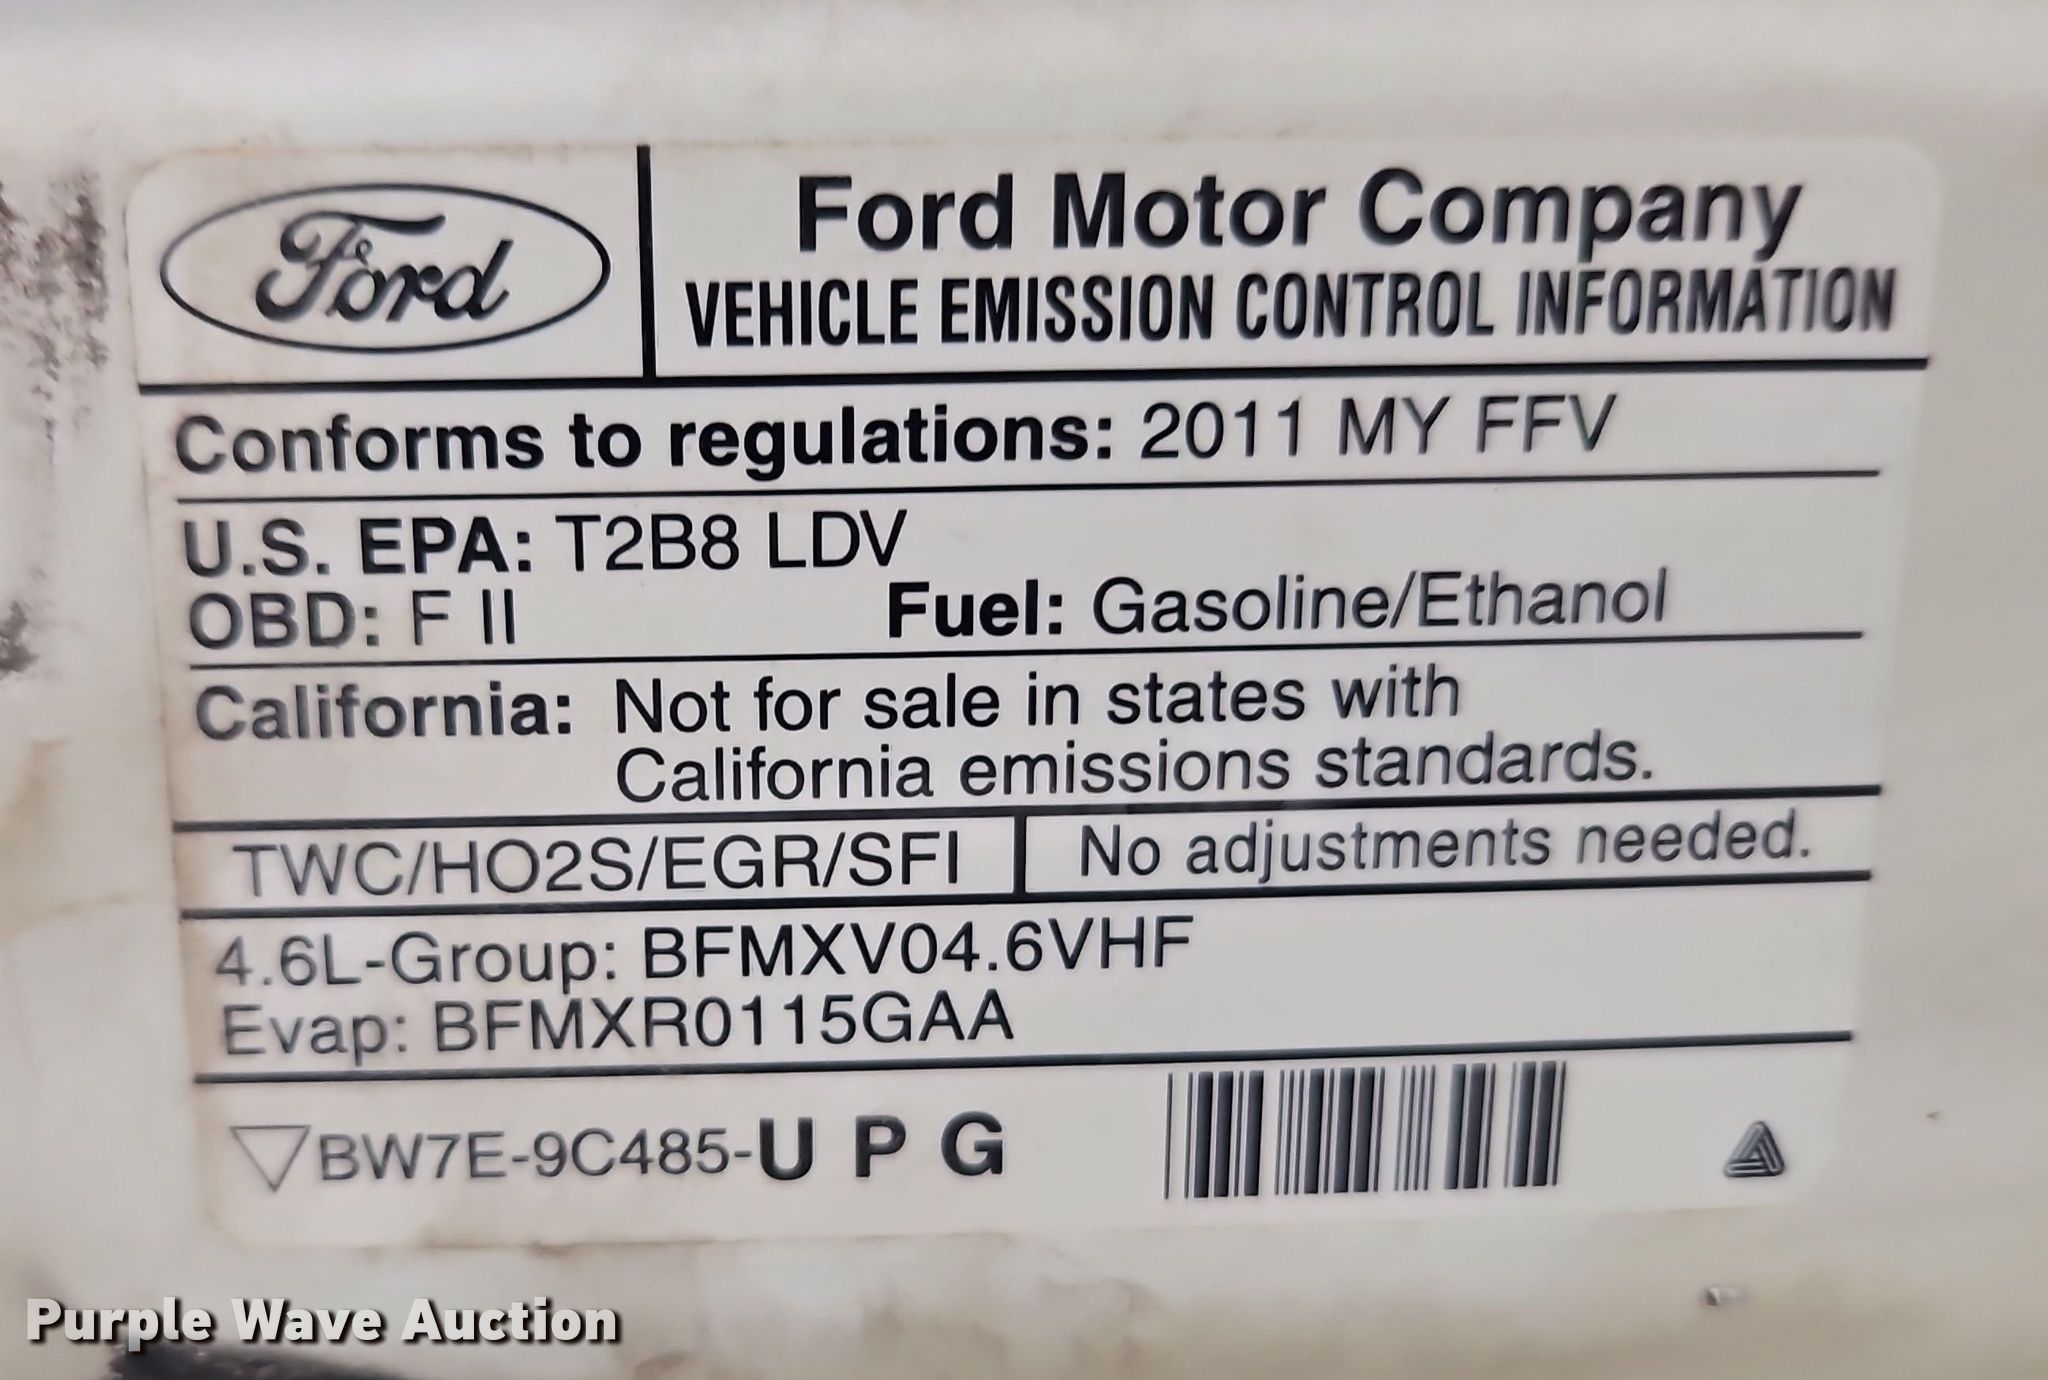 Ford
Ford Motor Company
VEHICLE EMISSION CONTROL INFORMATION
Conforms to regulations: 2011 MY FFV
U.S. EPA: T2B8 LDV
OBD: F II Fuel: Gasoline/Ethanol
California: Not for sale in states with
California emissions standards.
TWC/HO2S/EGR/SFI No adjustments needed.
4.6L-Group: BFMXV04.6VHF
Evap: BFMXR0115GAA
BW7E-9C485-U P G
Purple Wave Auction